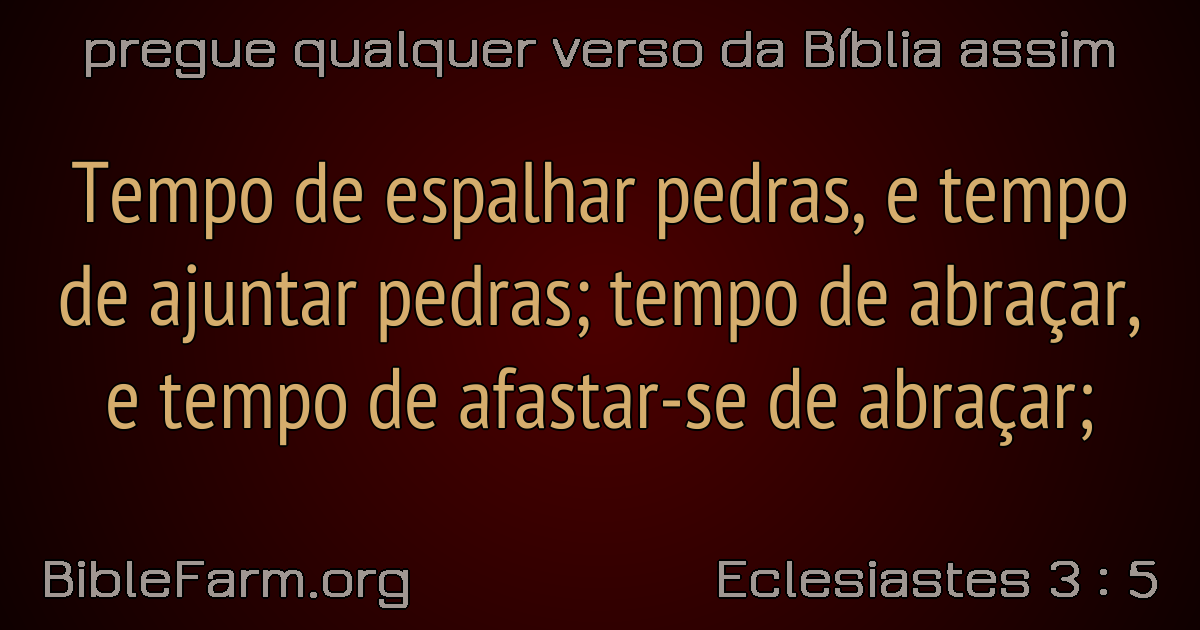 pregue qualquer verso da Bíblia assim
Tempo de espalhar pedras, e tempo
de ajuntar pedras; tempo de abraçar,
e tempo de afastar-se de abraçar;
BibleFarm.org
Eclesiastes 3 : 5